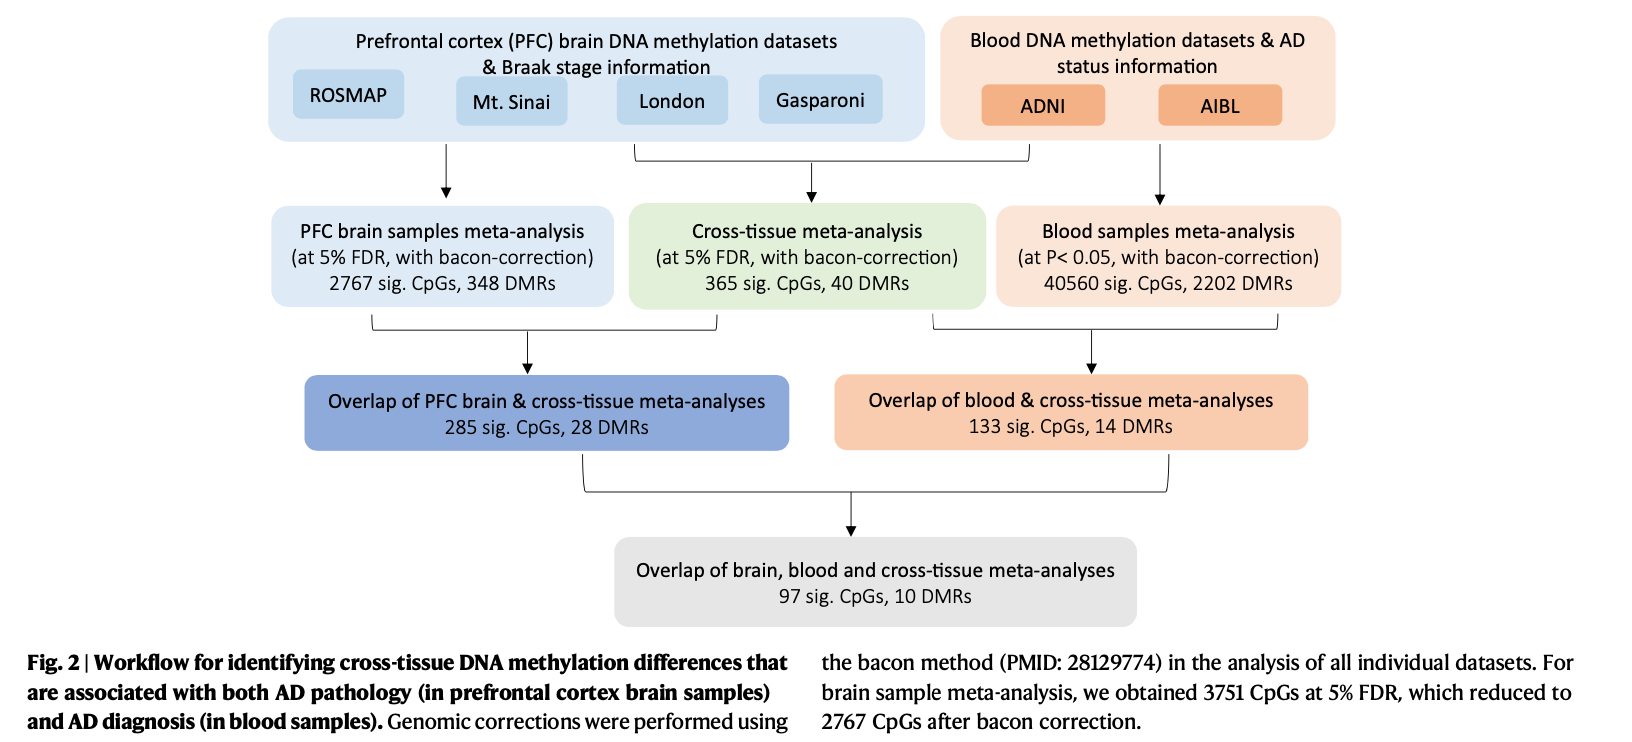 Prefrontal cortex (PFC) brain DNA methylation datasets
& Braak stage information
ROSMAP
Mt. Sinai
London
Gasparoni
Blood DNA methylation datasets & AD
status information
ADNI
AIBL
PFC brain samples meta-analysis
(at 5% FDR, with bacon-correction)
2767 sig. CpGs, 348 DMRs
Cross-tissue meta-analysis
(at 5% FDR, with bacon-correction)
365 sig. CpGs, 40 DMRs
Blood samples meta-analysis
(at P< 0.05, with bacon-correction)
40560 sig. CpGs, 2202 DMRs
Overlap of PFC brain & cross-tissue meta-analyses
285 sig. CpGs, 28 DMRs
Overlap of blood & cross-tissue meta-analyses
133 sig. CpGs, 14 DMRs
Overlap of brain, blood and cross-tissue meta-analyses
97 sig. CpGs, 10 DMRs
Fig. 2 | Workflow for identifying cross-tissue DNA methylation differences that
are associated with both AD pathology (in prefrontal cortex brain samples)
and AD diagnosis (in blood samples). Genomic corrections were performed using
the bacon method (PMID: 28129774) in the analysis of all individual datasets. For
brain sample meta-analysis, we obtained 3751 CpGs at 5% FDR, which reduced to
2767 CpGs after bacon correction.